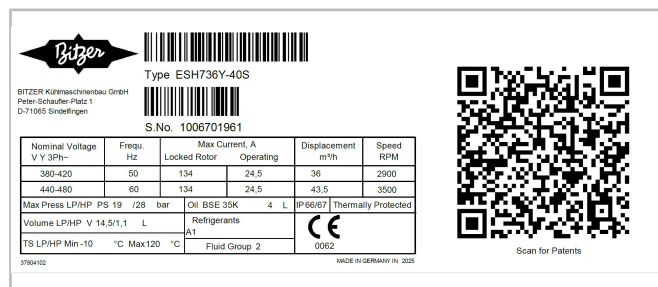 Bitzer
Type ESH736Y-40S
BITZER Kühlmaschinenbau GmbH
Peter-Schaufler-Platz 1
D-71065 Sindelfingen
S.No. 1006701961
Nominal Voltage Frequ. Max Current, A Displacement Speed
V Y 3Ph~ Hz Locked Rotor Operating m³/h RPM
380-420 50 134 24,5 36 2900
440-480 60 134 24,5 43,5 3500
Max Press LP/HP PS 19 /28 bar Oil BSE 35K 4 L IP66/67 Thermally Protected
Volume LP/HP V 14,5/1,1 L Refrigerants
A1
TS LP/HP Min -10 °C Max120 °C Fluid Group 2 CE 0062
Scan for Patents
37804102 MADE IN GERMANY IN 2025